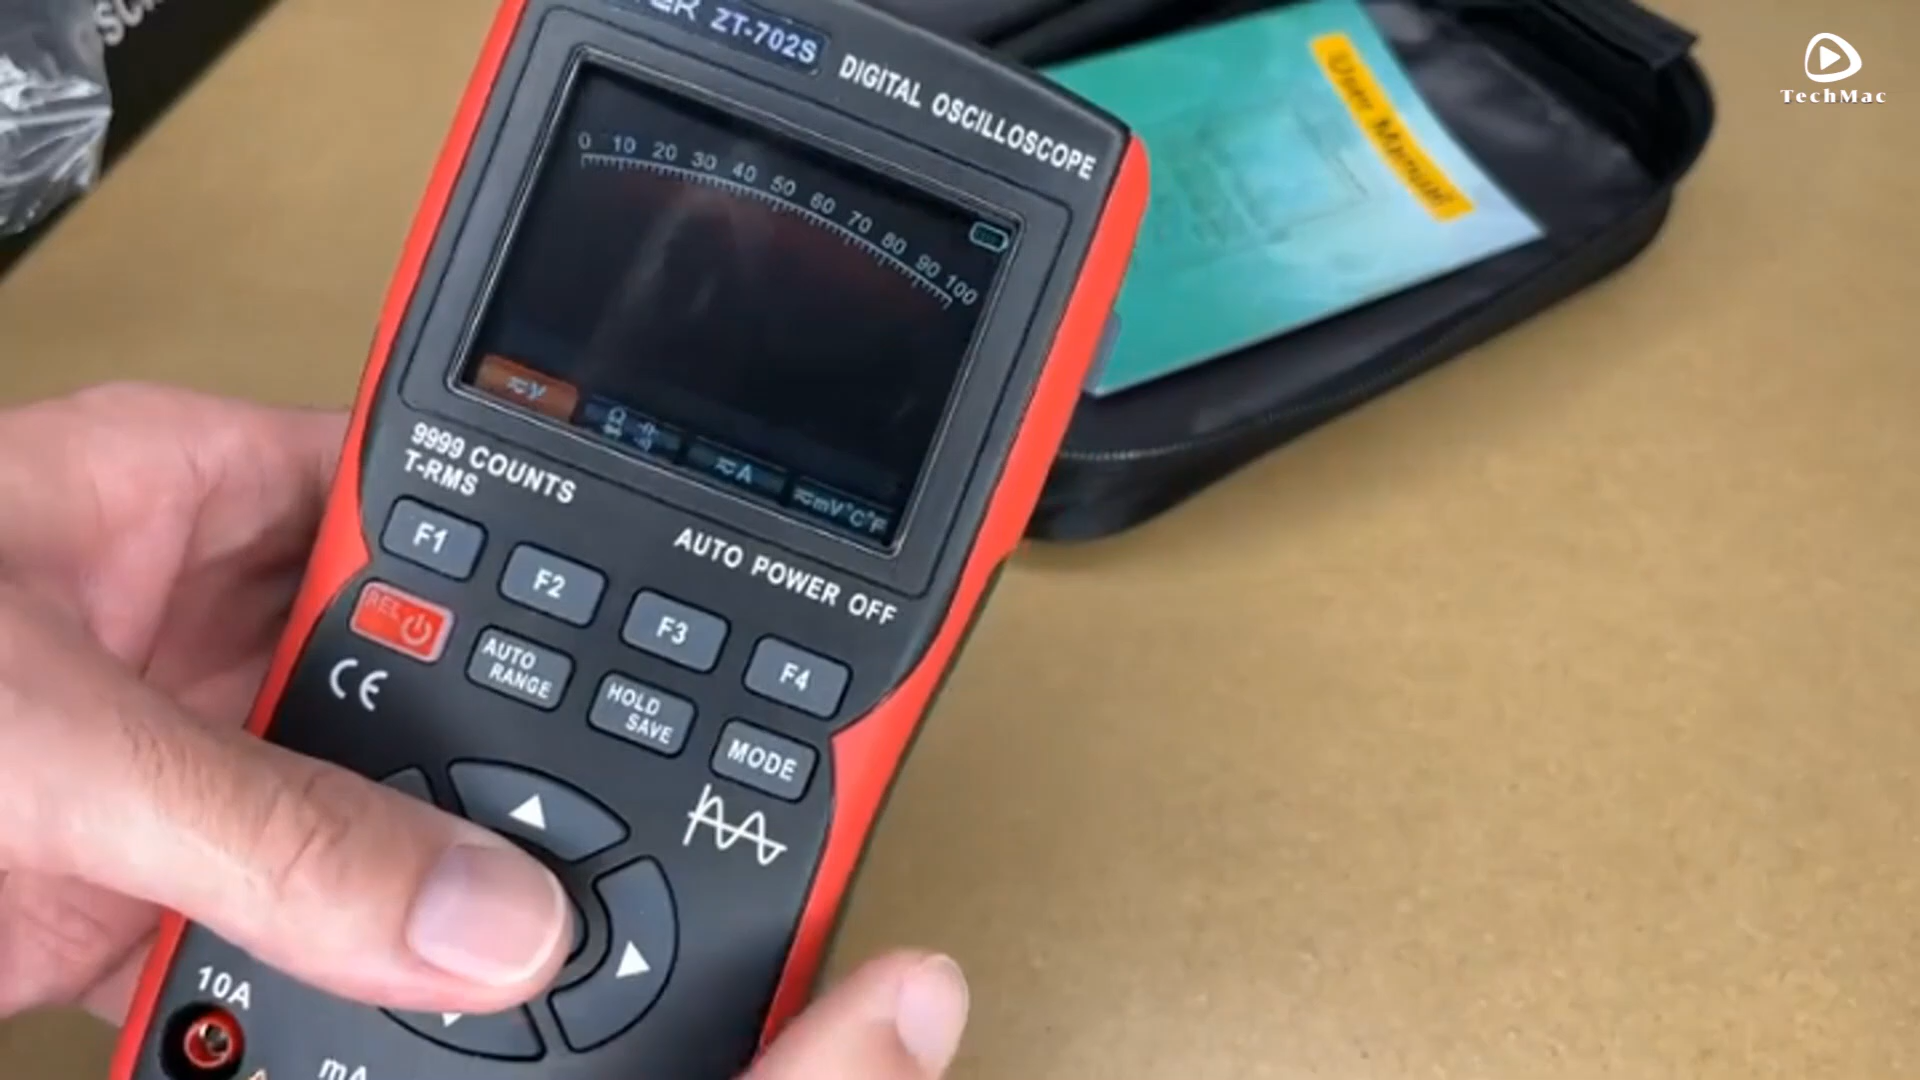 ZT-702S
DIGITAL OSCILLOSCOPE
0 10 20 30 40 50 60 70 80 90 100
≂V
Ω
≂A
≂mV°C°F
9999 COUNTS
T-RMS
AUTO POWER OFF
F1
F2
F3
F4
REL
AUTO
RANGE
HOLD
SAVE
MODE
CE
10A
mA
User Manual
TechMac